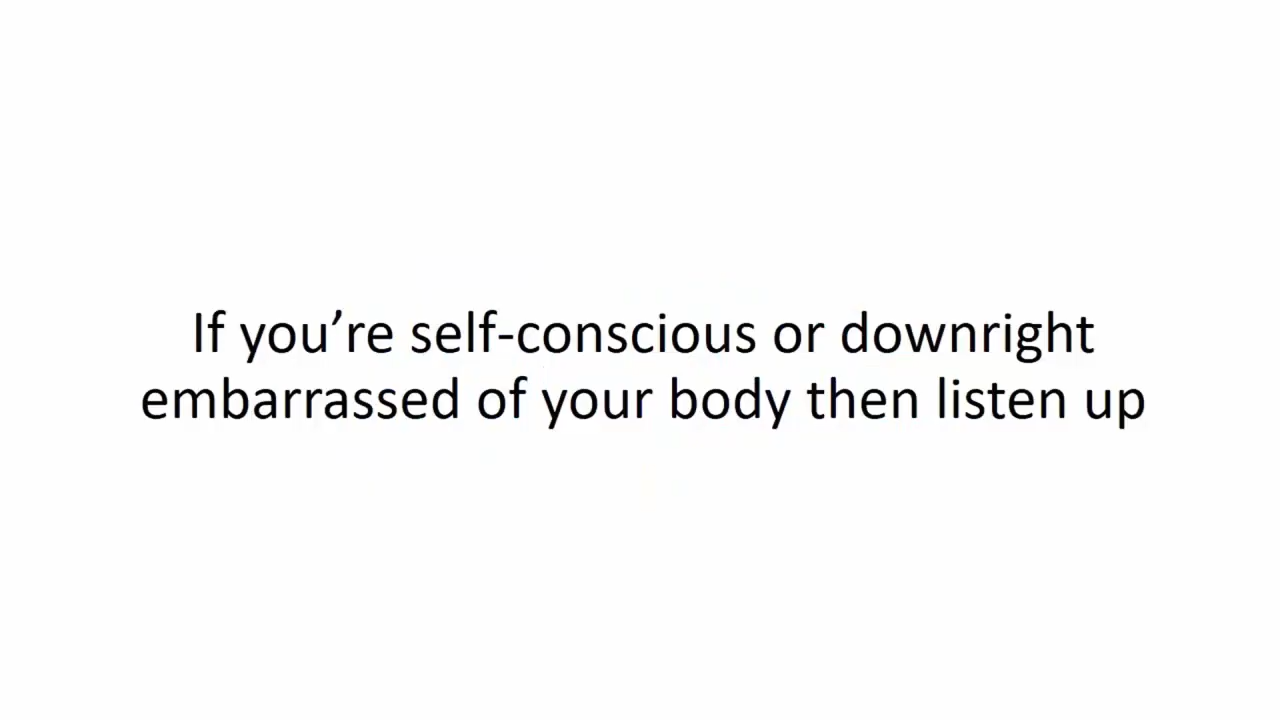 If you’re self-conscious or downright
embarrassed of your body then listen up